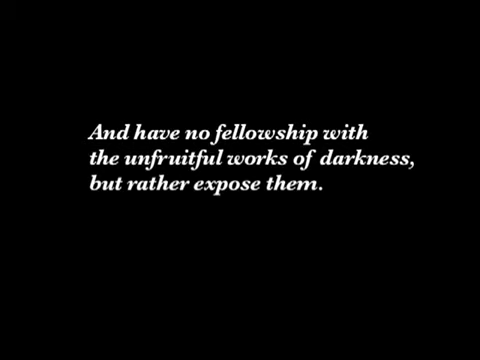 And have no fellowship with
the unfruitful works of darkness,
but rather expose them.